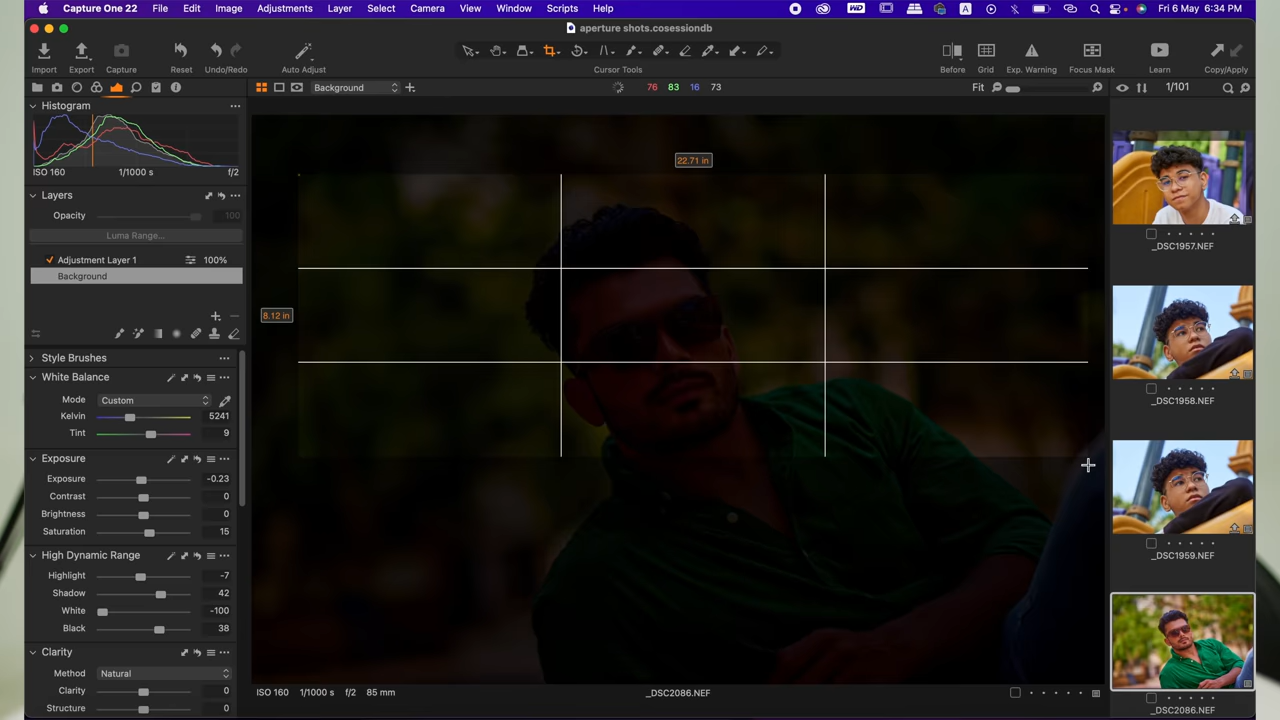 Capture One 22 File Edit Image Adjustments Layer Select Camera View Window Scripts Help A Fri 6 May 6:34 PM
aperture shots.cosessiondb
Import Export Capture Reset Undo/Redo Auto Adjust Cursor Tools Before Grid Exp. Warning Focus Mask Learn Copy/Apply
Background 76 83 16 73 Fit 1/101
Histogram
ISO 160 1/1000 s f/2
Layers
Opacity 100
Luma Range...
Adjustment Layer 1 100%
Background
Style Brushes
White Balance
Mode Custom
Kelvin 5241
Tint 9
Exposure
Exposure -0.23
Contrast 0
Brightness 0
Saturation 15
High Dynamic Range
Highlight -7
Shadow 42
White -100
Black 38
Clarity
Method Natural
Clarity 0
Structure 0
22.71 in
8.12 in
ISO 160 1/1000 s f/2 85 mm _DSC2086.NEF
_DSC1957.NEF
_DSC1958.NEF
_DSC1959.NEF
_DSC2086.NEF